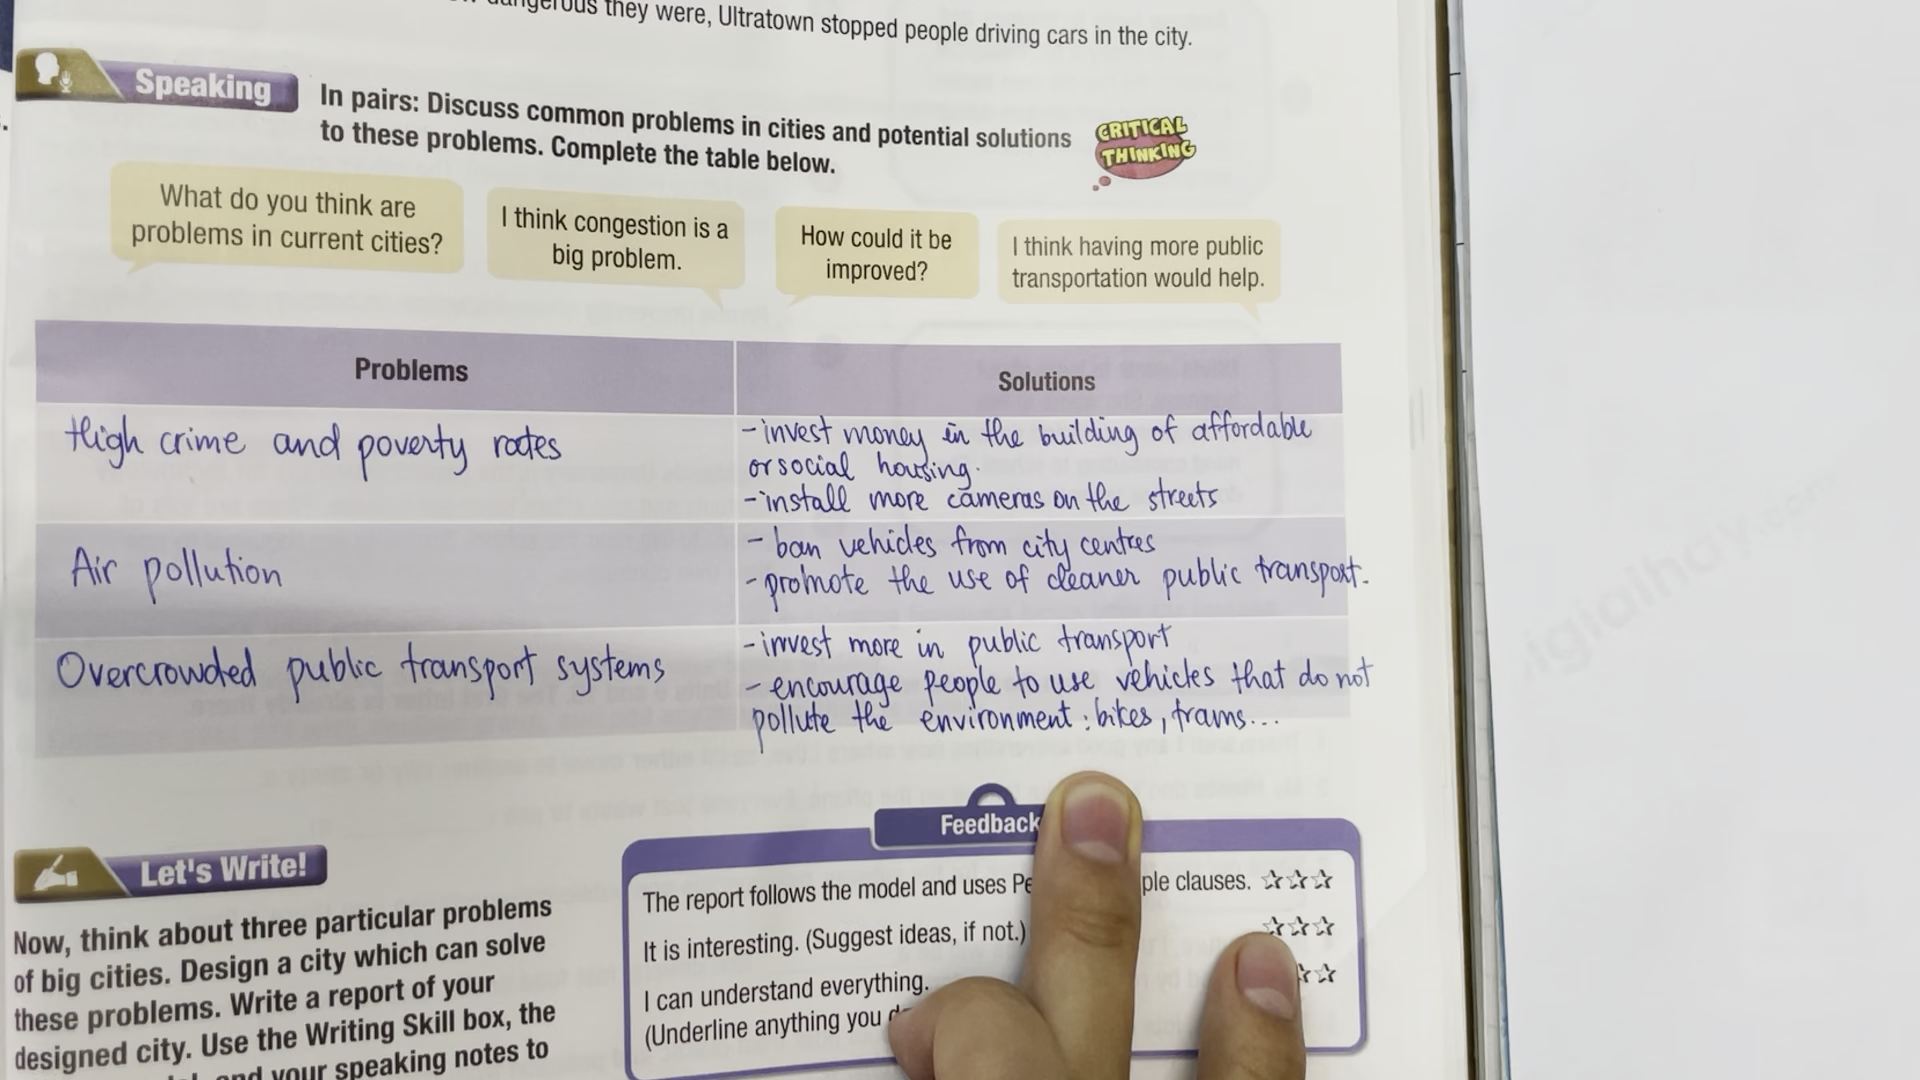 dangerous they were, Ultratown stopped people driving cars in the city.
Speaking
In pairs: Discuss common problems in cities and potential solutions
to these problems. Complete the table below.
CRITICAL
THINKING
What do you think are
problems in current cities?
I think congestion is a
big problem.
How could it be
improved?
I think having more public
transportation would help.
Problems
Solutions
High crime and poverty rates
- invest money in the building of affordable
or social housing.
- install more cameras on the streets
Air pollution
- ban vehicles from city centres
- promote the use of cleaner public transport.
Overcrowded public transport systems
- invest more in public transport
- encourage people to use vehicles that do not
pollute the environment: bikes, trams...
Let's Write!
Now, think about three particular problems
of big cities. Design a city which can solve
these problems. Write a report of your
designed city. Use the Writing Skill box, the
and your speaking notes to
Feedback
The report follows the model and uses ple clauses. ☆☆☆
It is interesting. (Suggest ideas, if not.) ☆☆☆
I can understand everything. ☆☆
(Underline anything you